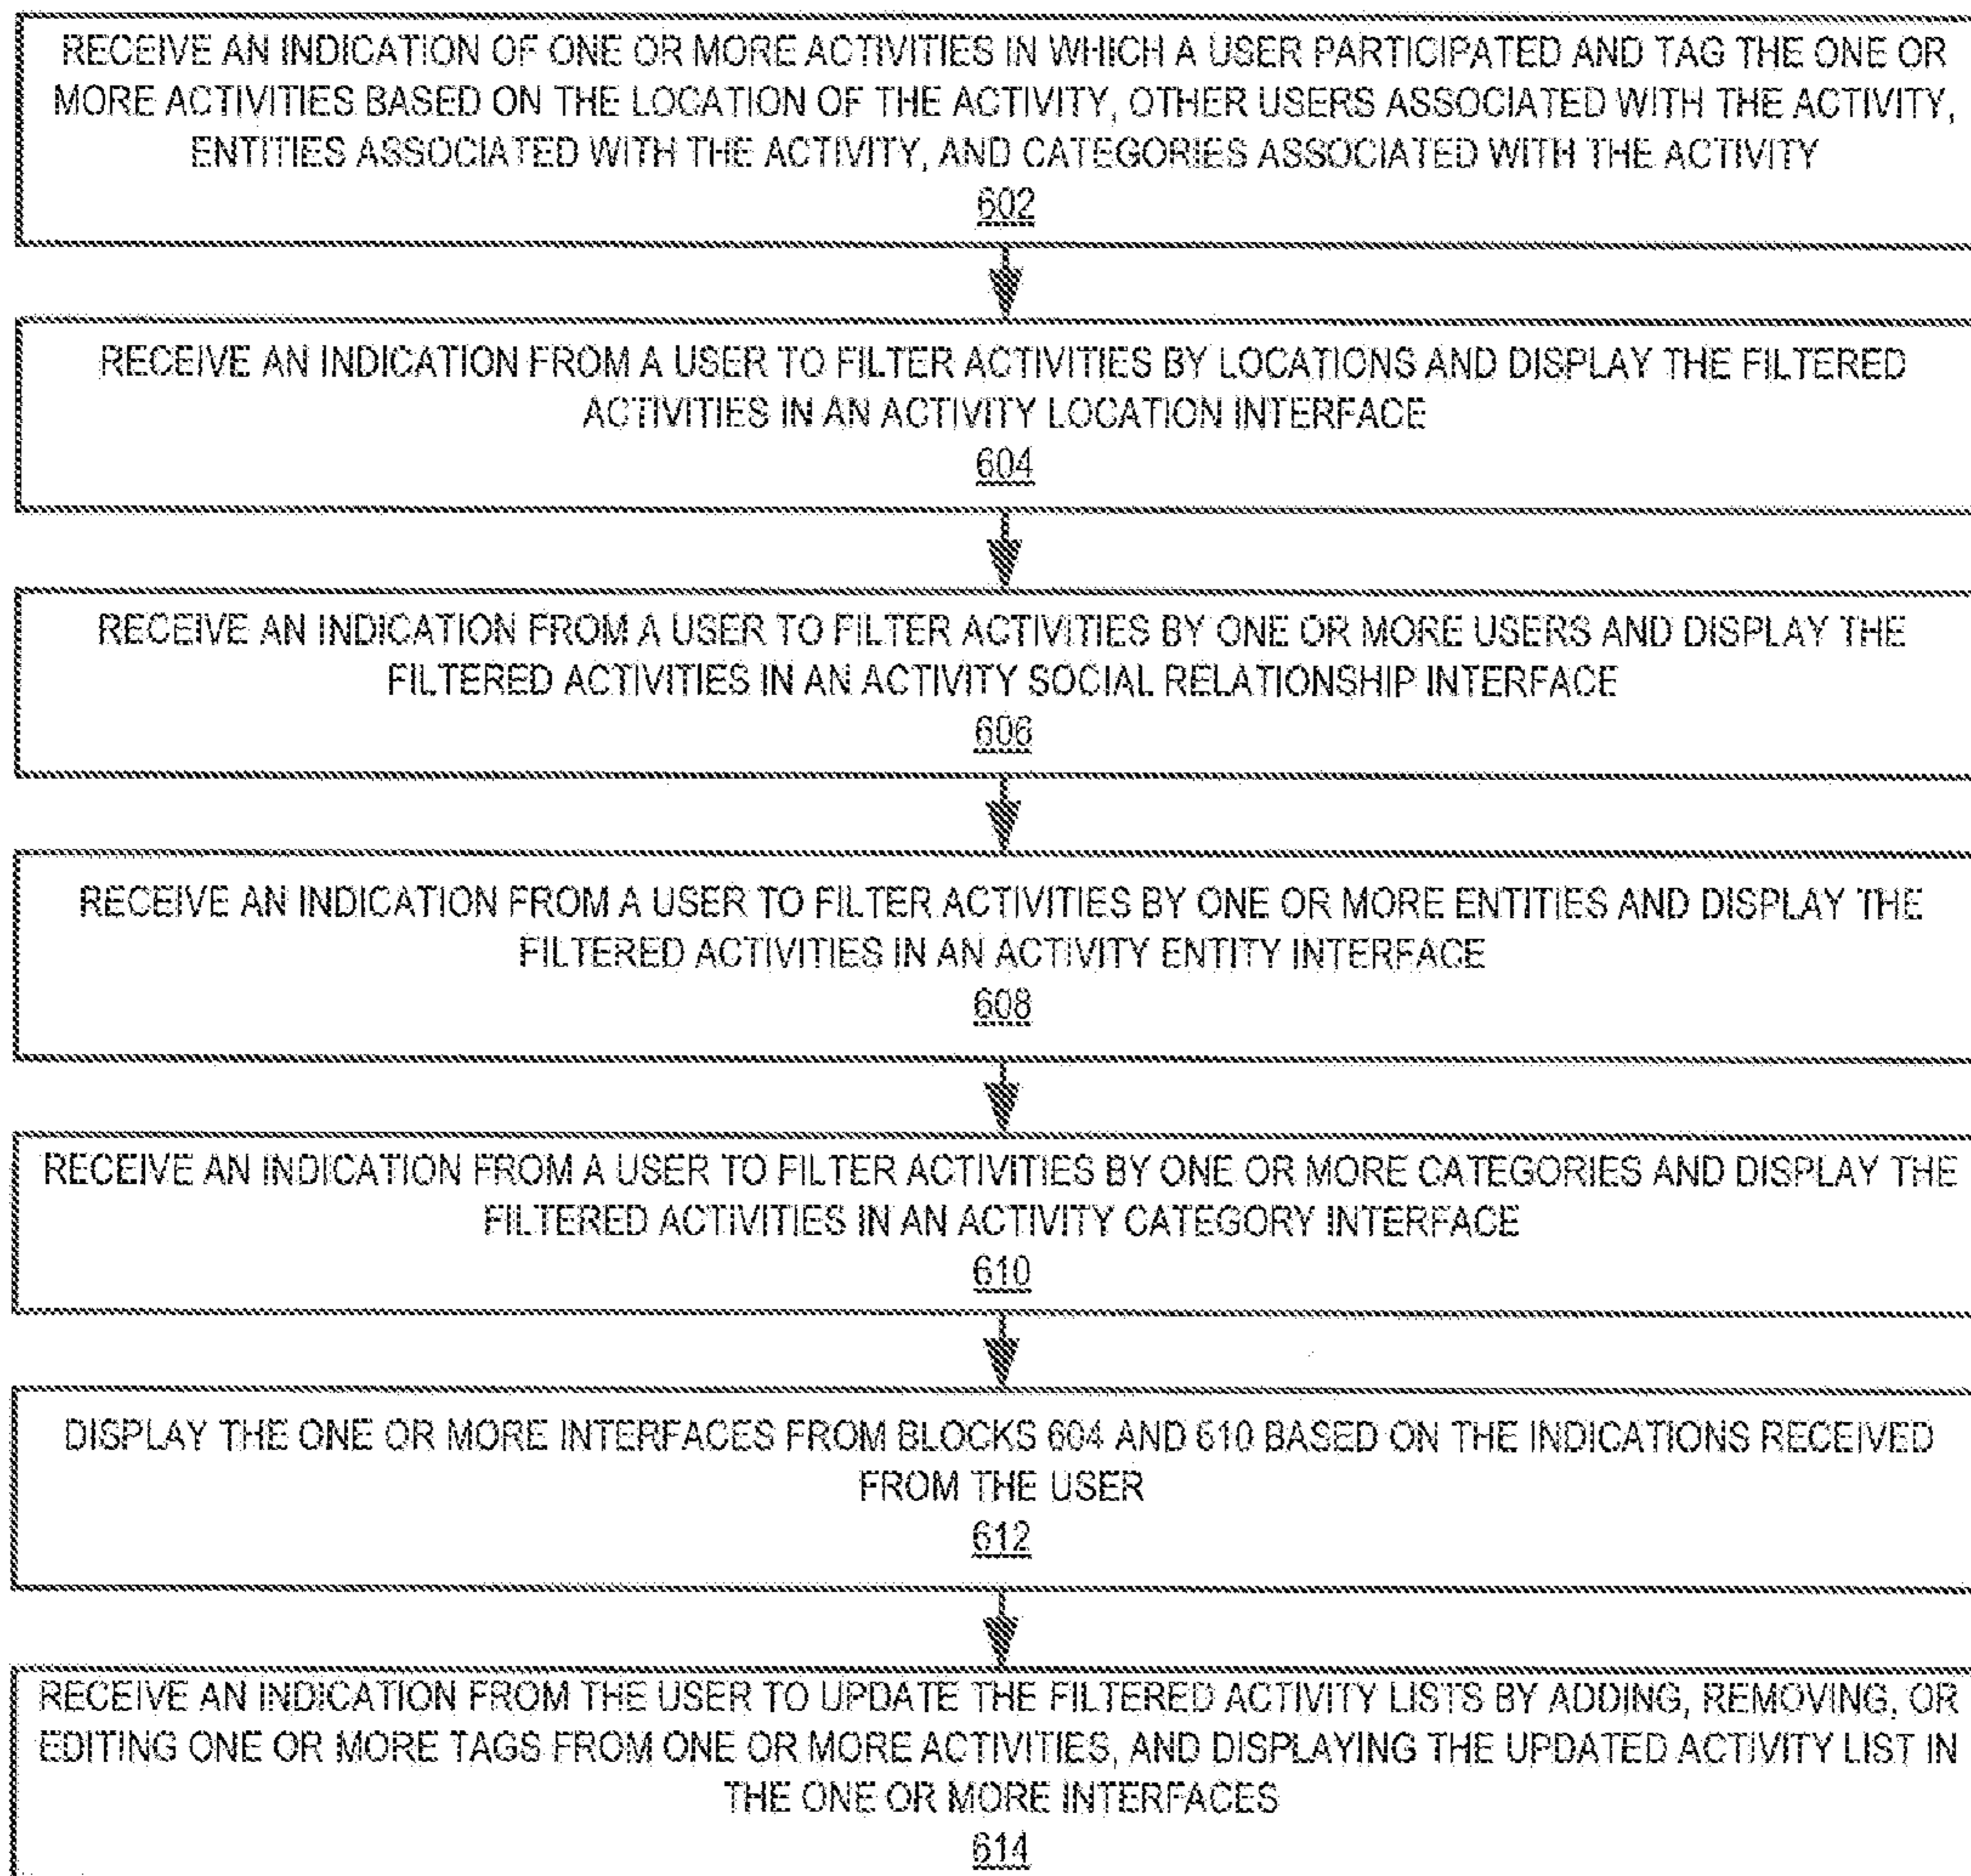 RECEIVE AN INDICATION OF ONE OR MORE ACTIVITIES IN WHICH A USER PARTICIPATED AND TAG THE ONE OR
MORE ACTIVITIES BASED ON THE LOCATION OF THE ACTIVITY, OTHER USERS ASSOCIATED WITH THE ACTIVITY,
ENTITIES ASSOCIATED WITH THE ACTIVITY, AND CATEGORIES ASSOCIATED WITH THE ACTIVITY
602
RECEIVE AN INDICATION FROM A USER TO FILTER ACTIVITIES BY LOCATIONS AND DISPLAY THE FILTERED
ACTIVITIES IN AN ACTIVITY LOCATION INTERFACE
604
RECEIVE AN INDICATION FROM A USER TO FILTER ACTIVITIES BY ONE OR MORE USERS AND DISPLAY THE
FILTERED ACTIVITIES IN AN ACTIVITY SOCIAL RELATIONSHIP INTERFACE
606
RECEIVE AN INDICATION FROM A USER TO FILTER ACTIVITIES BY ONE OR MORE ENTITIES AND DISPLAY THE
FILTERED ACTIVITIES IN AN ACTIVITY ENTITY INTERFACE
608
RECEIVE AN INDICATION FROM A USER TO FILTER ACTIVITIES BY ONE OR MORE CATEGORIES AND DISPLAY THE
FILTERED ACTIVITIES IN AN ACTIVITY CATEGORY INTERFACE
610
DISPLAY THE ONE OR MORE INTERFACES FROM BLOCKS 604 AND 610 BASED ON THE INDICATIONS RECEIVED
FROM THE USER
612
RECEIVE AN INDICATION FROM THE USER TO UPDATE THE FILTERED ACTIVITY LISTS BY ADDING, REMOVING, OR
EDITING ONE OR MORE TAGS FROM ONE OR MORE ACTIVITIES, AND DISPLAYING THE UPDATED ACTIVITY LIST IN
THE ONE OR MORE INTERFACES
614